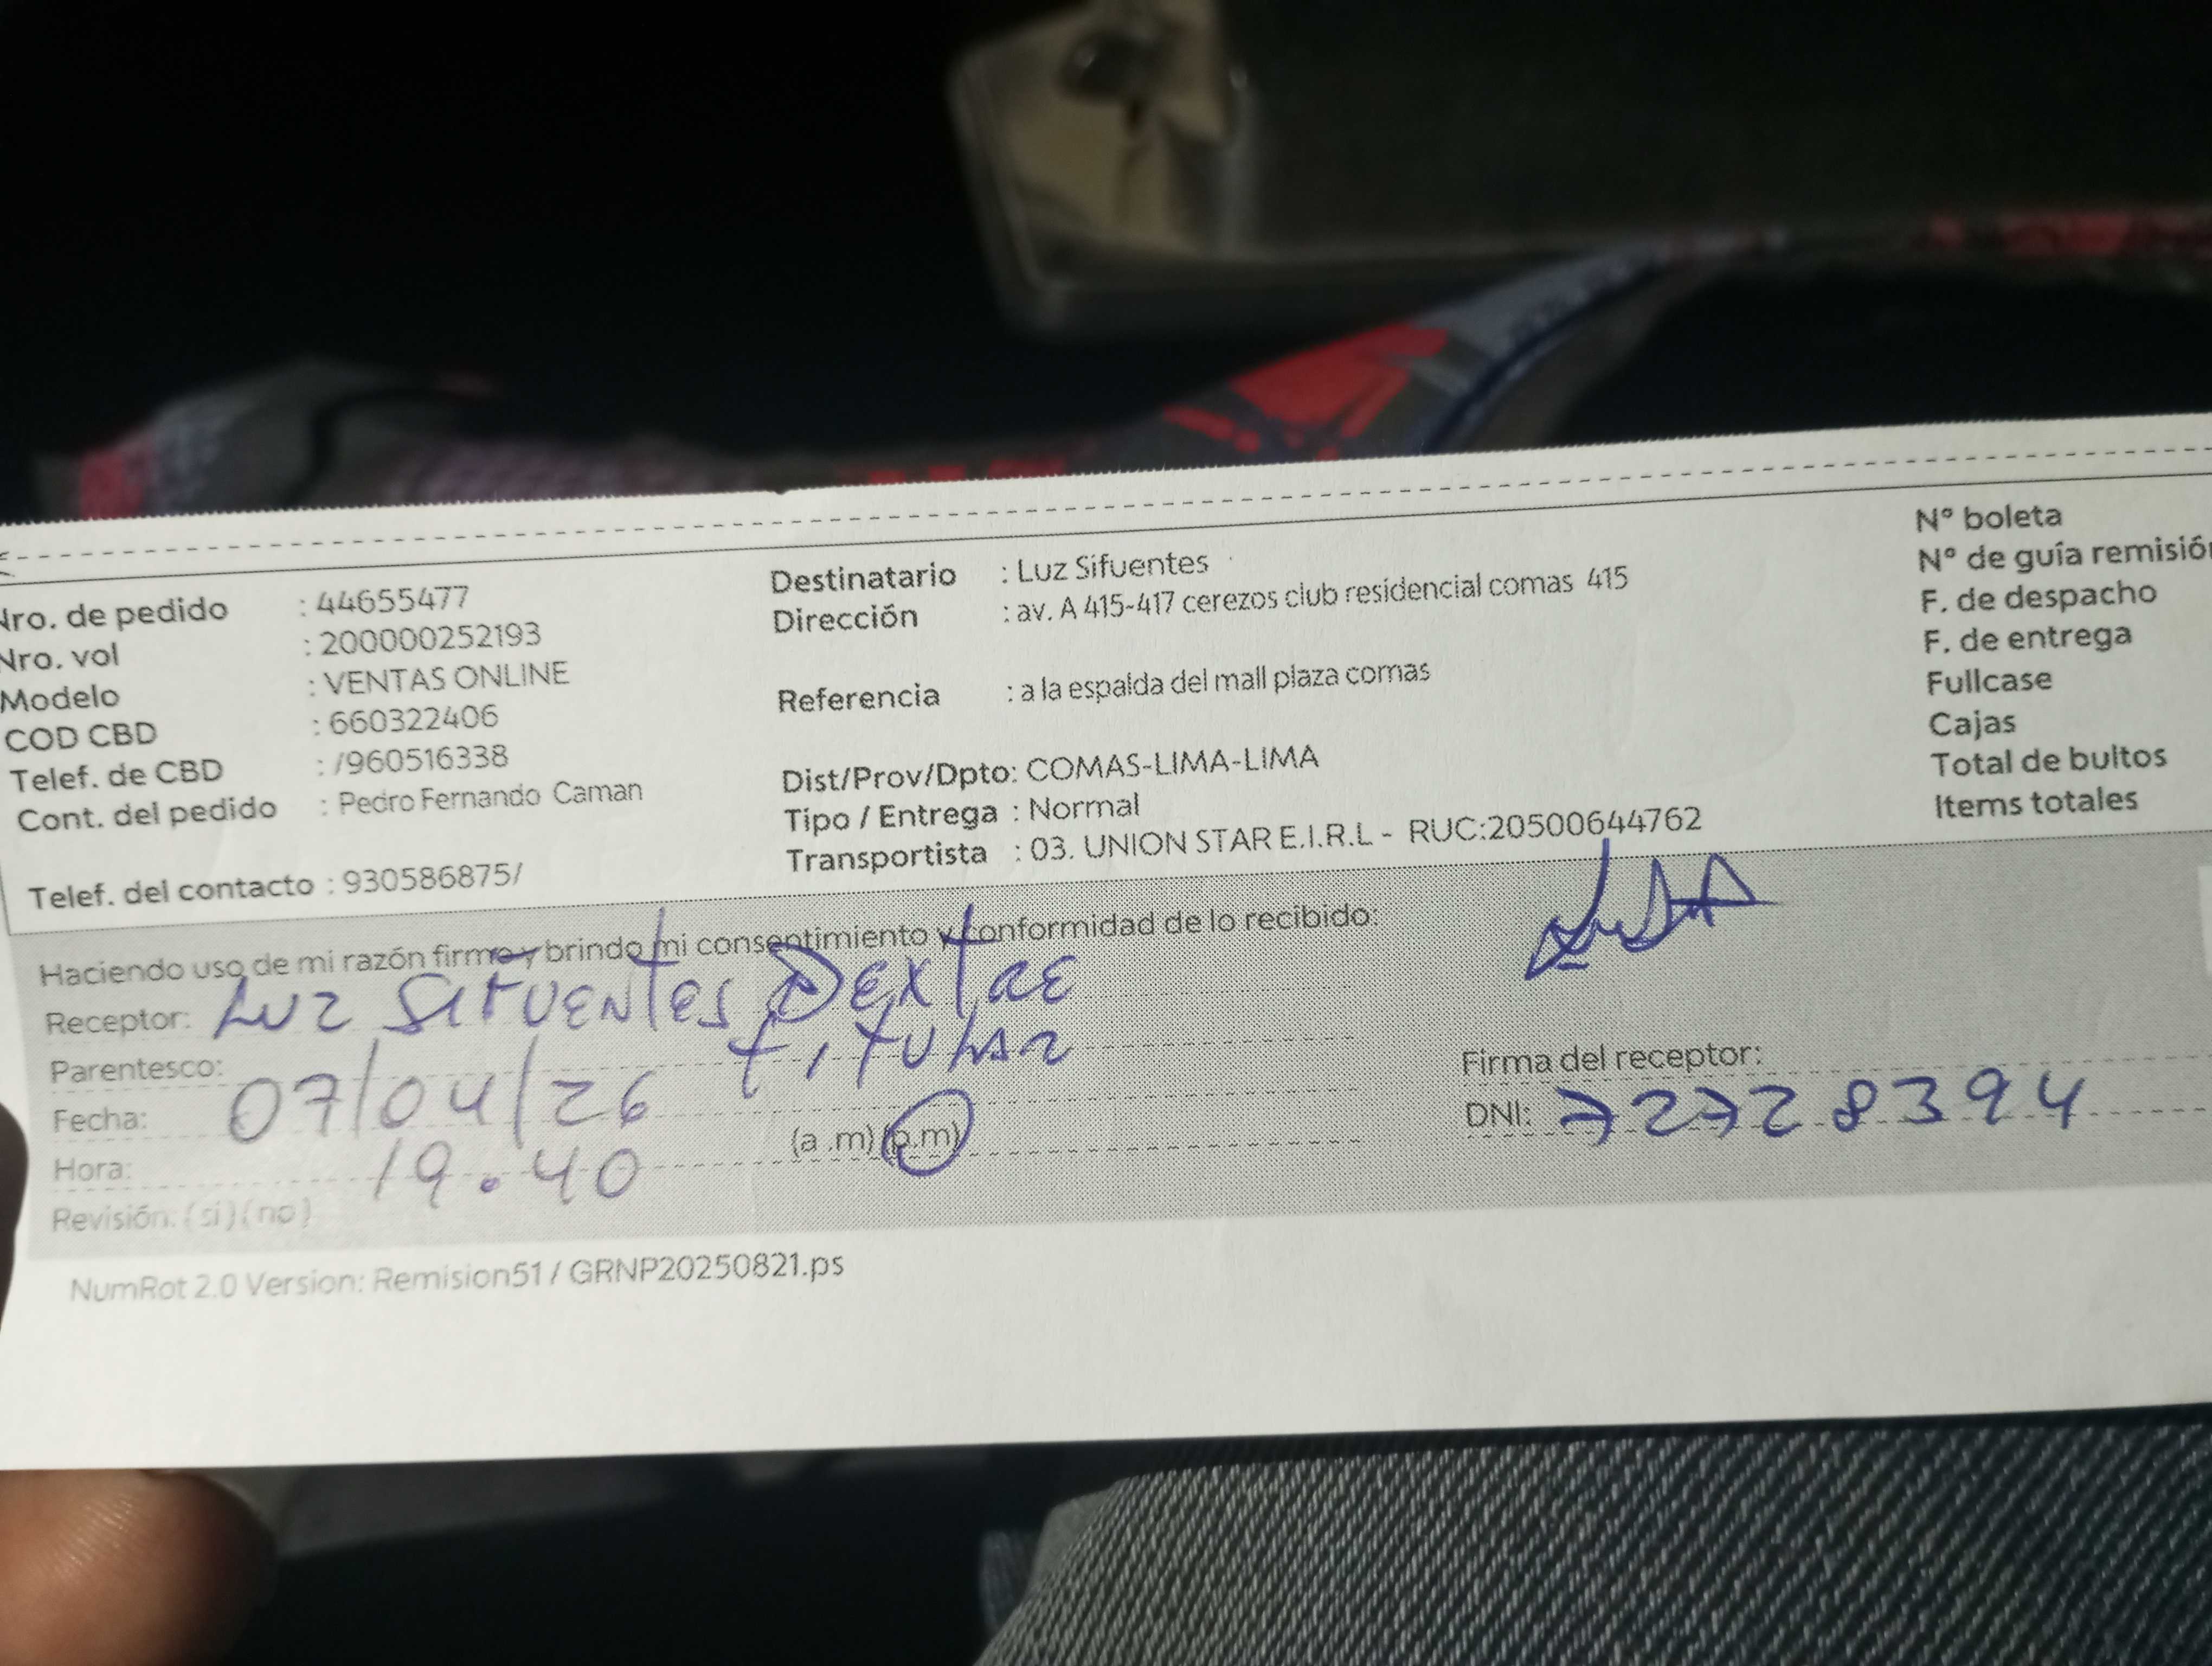 Nro. de pedido : 44655477
Nro. vol : 200000252193
Modelo : VENTAS ONLINE
COD CBD : 660322406
Telef. de CBD : /960516338
Cont. del pedido : Pedro Fernando Caman
Telef. del contacto : 930586875/
Destinatario : Luz Sifuentes
Dirección : av. A 415-417 cerezos club residencial comas 415
Referencia : a la espalda del mall plaza comas
Dist/Prov/Dpto: COMAS-LIMA-LIMA
Tipo / Entrega : Normal
Transportista : 03. UNION STAR E.I.R.L - RUC:20500644762
N° boleta
N° de guía remisión
F. de despacho
F. de entrega
Fullcase
Cajas
Total de bultos
Items totales
Haciendo uso de mi razón firmo y brindo mi consentimiento y conformidad de lo recibido:
Receptor: LUZ SIFUENTES DEXTRE
Parentesco: TITULAR
Fecha: 07/04/26
Hora: 19.40 (a .m) (p.m)
Revisión: (si) (no)
Firma del receptor:
DNI: 72728394
NumRot 2.0 Version: Remision51 / GRNP20250821.ps